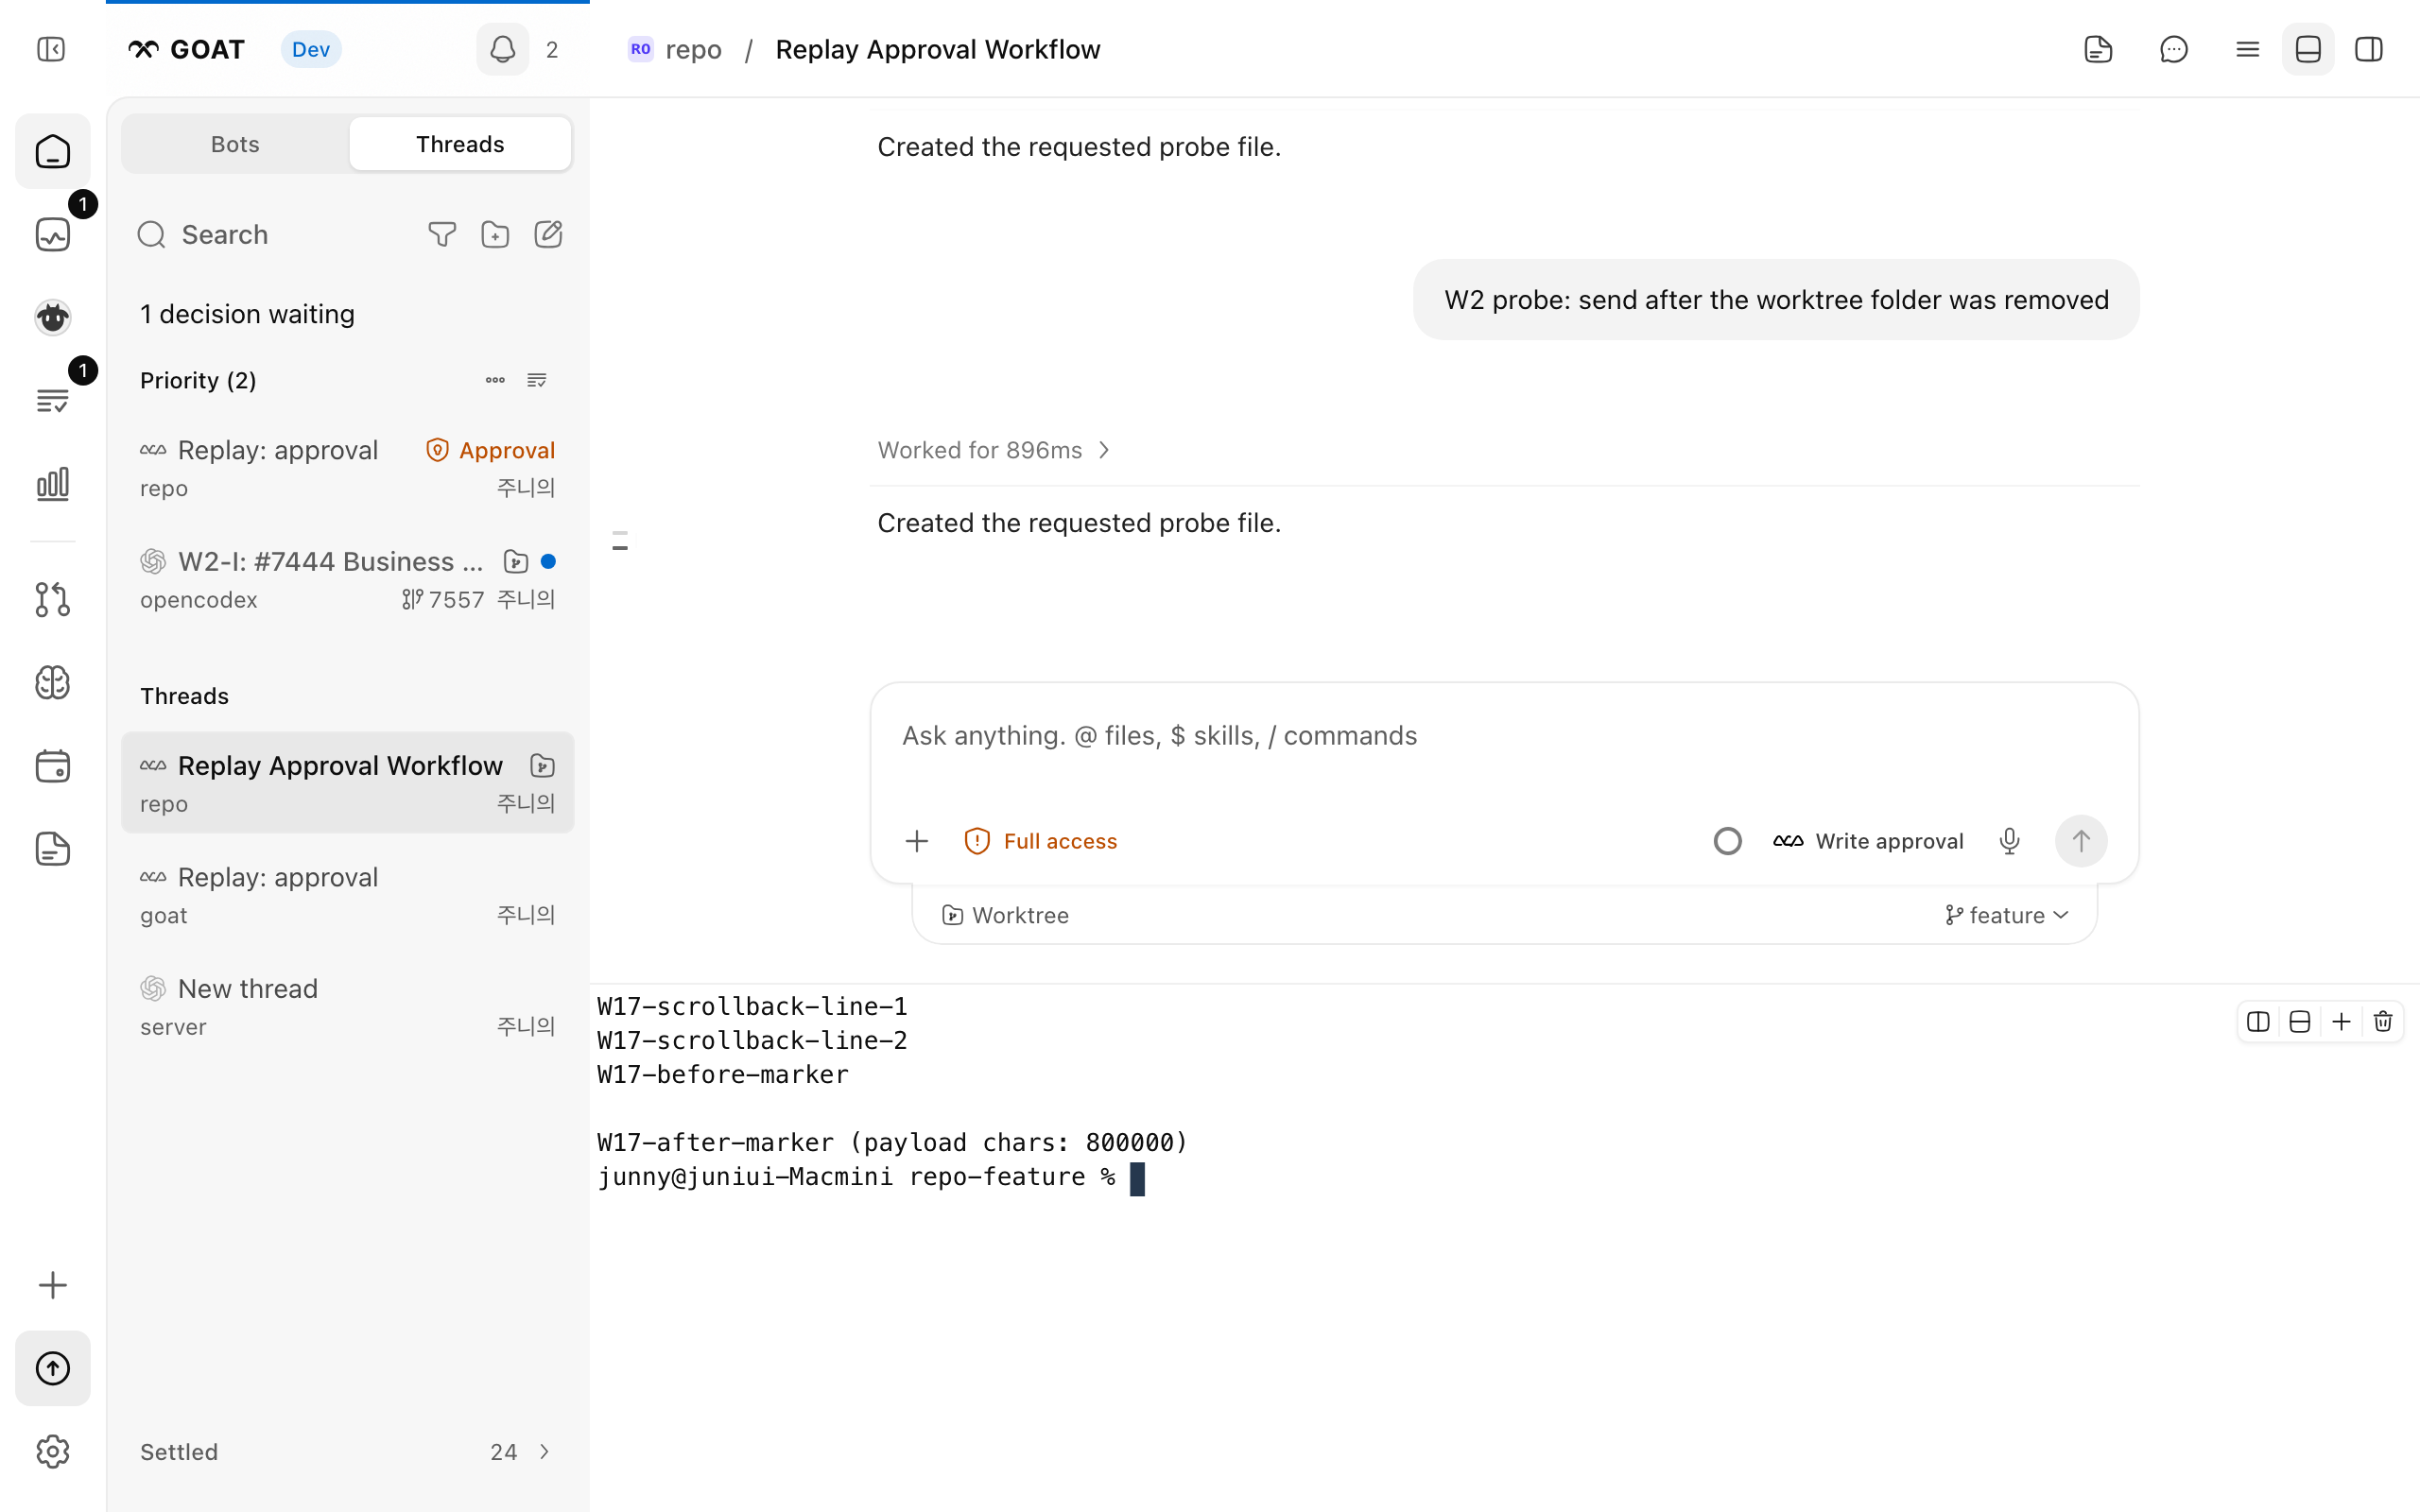 GOAT
Dev
2
RO repo / Replay Approval Workflow
Bots
Threads
Search
1
1 decision waiting
1
Priority (2)
Replay: approval
Approval
repo
주니의
W2-I: #7444 Business ...
opencodex
7557 주니의
Threads
Replay Approval Workflow
repo
주니의
Replay: approval
goat
주니의
New thread
server
주니의
Settled
24
Created the requested probe file.
W2 probe: send after the worktree folder was removed
Worked for 896ms
Created the requested probe file.
Ask anything. @ files, $ skills, / commands
Full access
Write approval
Worktree
feature
W17-scrollback-line-1
W17-scrollback-line-2
W17-before-marker
W17-after-marker (payload chars: 800000)
junny@juniui-Macmini repo-feature %